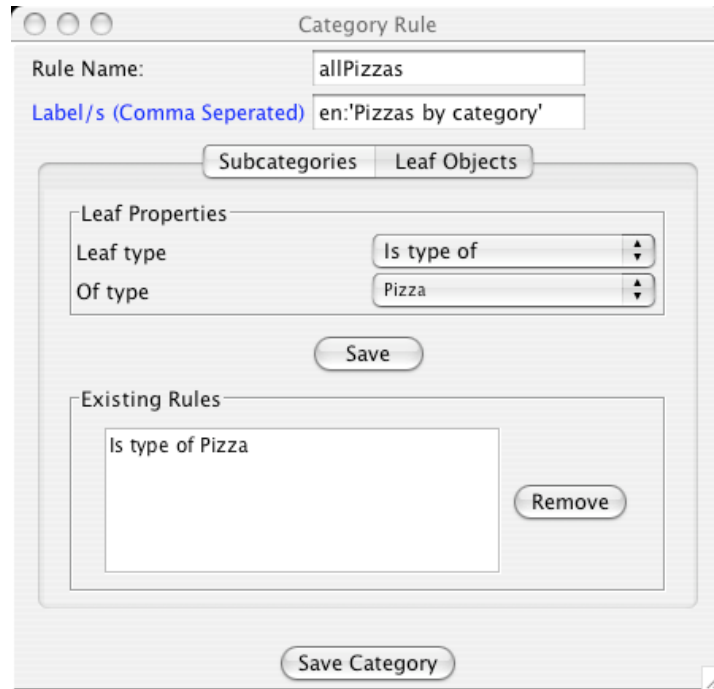 Category Rule
Rule Name: allPizzas
Label/s (Comma Seperated) en:'Pizzas by category'
Subcategories Leaf Objects
Leaf Properties
Leaf type Is type of
Of type Pizza
Save
Existing Rules
Is type of Pizza
Remove
Save Category